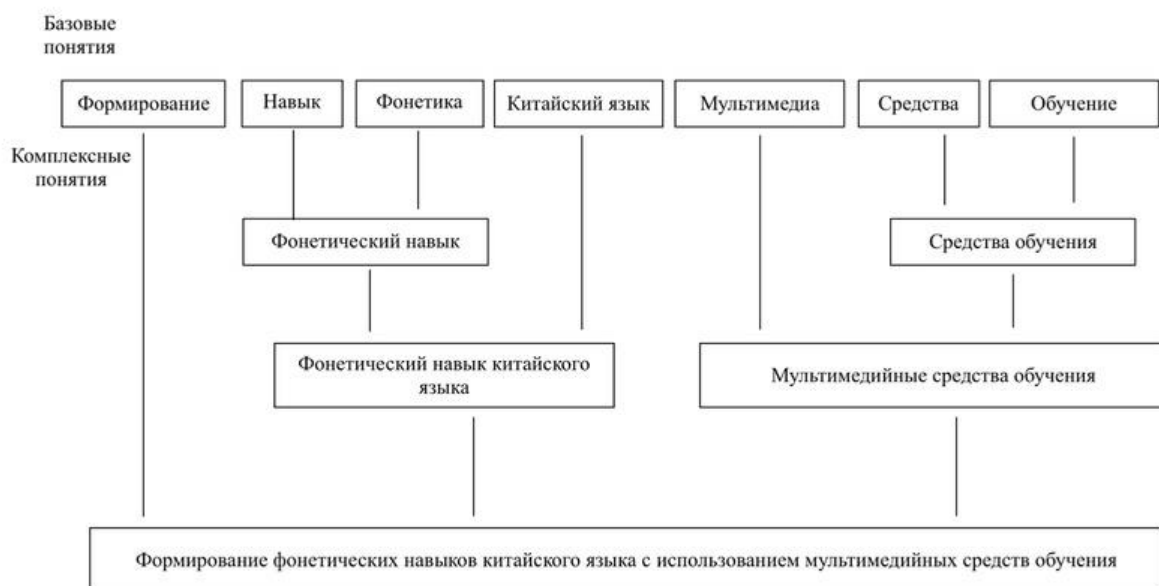 Базовые
понятия
Формирование
Навык
Фонетика
Китайский язык
Мультимедиа
Средства
Обучение
Комплексные
понятия
Фонетический навык
Средства обучения
Фонетический навык китайского
языка
Мультимедийные средства обучения
Формирование фонетических навыков китайского языка с использованием мультимедийных средств обучения